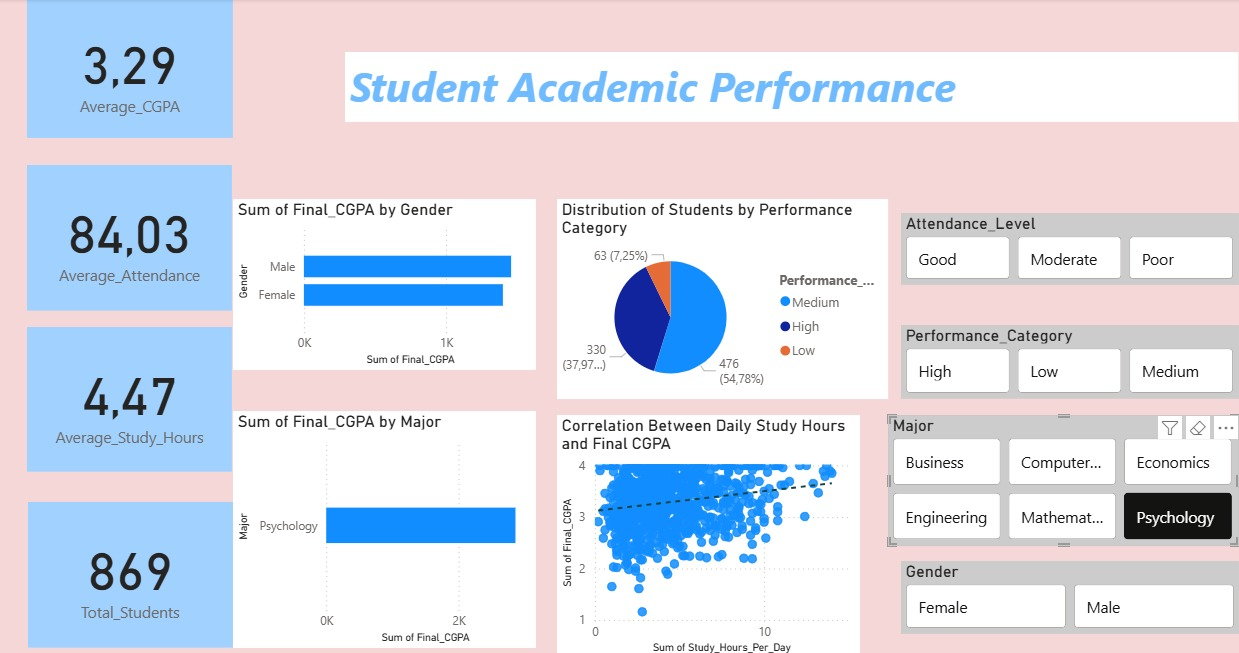 3,29
Average_CGPA
Student Academic Performance
84,03
Average_Attendance
4,47
Average_Study_Hours
869
Total_Students
Sum of Final_CGPA by Gender
Gender
Male
Female
0K
1K
Sum of Final_CGPA
Sum of Final_CGPA by Major
Major
Psychology
0K
2K
Sum of Final_CGPA
Distribution of Students by Performance
Category
63 (7,25%)
330
(37,97...)
476
(54,78%)
Performance_...
Medium
High
Low
Correlation Between Daily Study Hours
and Final CGPA
Sum of Final_CGPA
4
3
2
1
0
10
Sum of Study_Hours_Per_Day
Attendance_Level
Good
Moderate
Poor
Performance_Category
High
Low
Medium
Major
Business
Computer...
Economics
Engineering
Mathemat...
Psychology
Gender
Female
Male